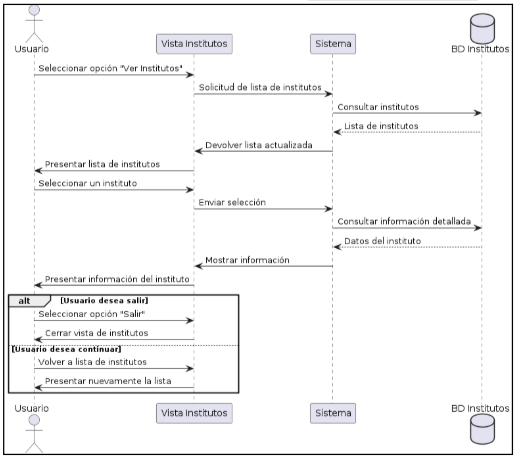 Usuario
Vista Institutos
Sistema
BD Institutos
Seleccionar opción "Ver Institutos"
Solicitud de lista de institutos
Consultar institutos
Lista de institutos
Devolver lista actualizada
Presentar lista de institutos
Seleccionar un instituto
Enviar selección
Consultar información detallada
Datos del instituto
Mostrar información
Presentar información del instituto
alt [Usuario desea salir]
Seleccionar opción "Salir"
Cerrar vista de institutos
[Usuario desea continuar]
Volver a lista de institutos
Presentar nuevamente la lista
Usuario
Vista Institutos
Sistema
BD Institutos